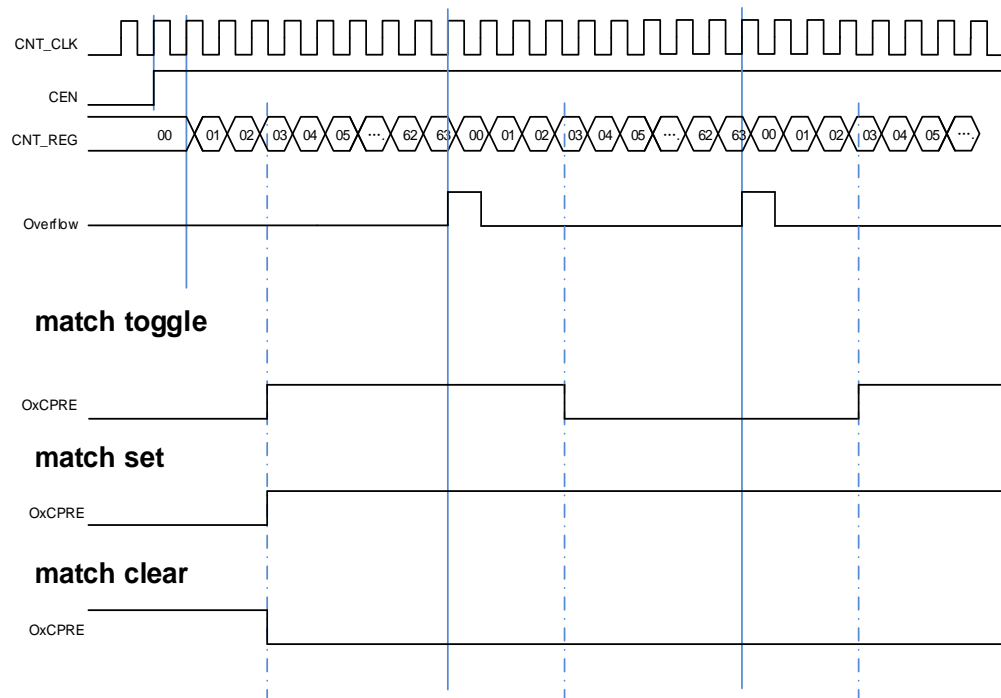 CNT_CLK
CEN
CNT_REG 00 01 02 03 04 05 ···. 62 63 00 01 02 03 04 05 ···. 62 63 00 01 02 03 04 05 ···.
Overflow
match toggle
OxCPRE
match set
OxCPRE
match clear
OxCPRE